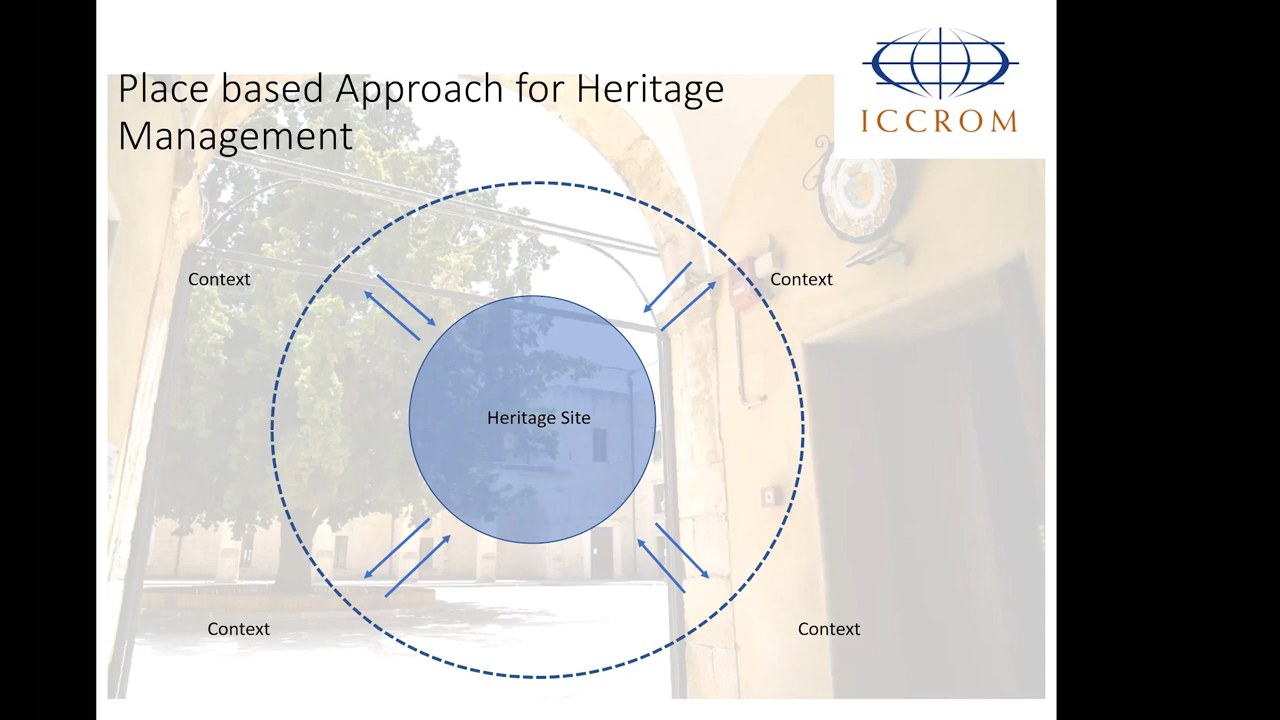 Place based Approach for Heritage
Management
ICCROM
Context
Context
Heritage Site
Context
Context